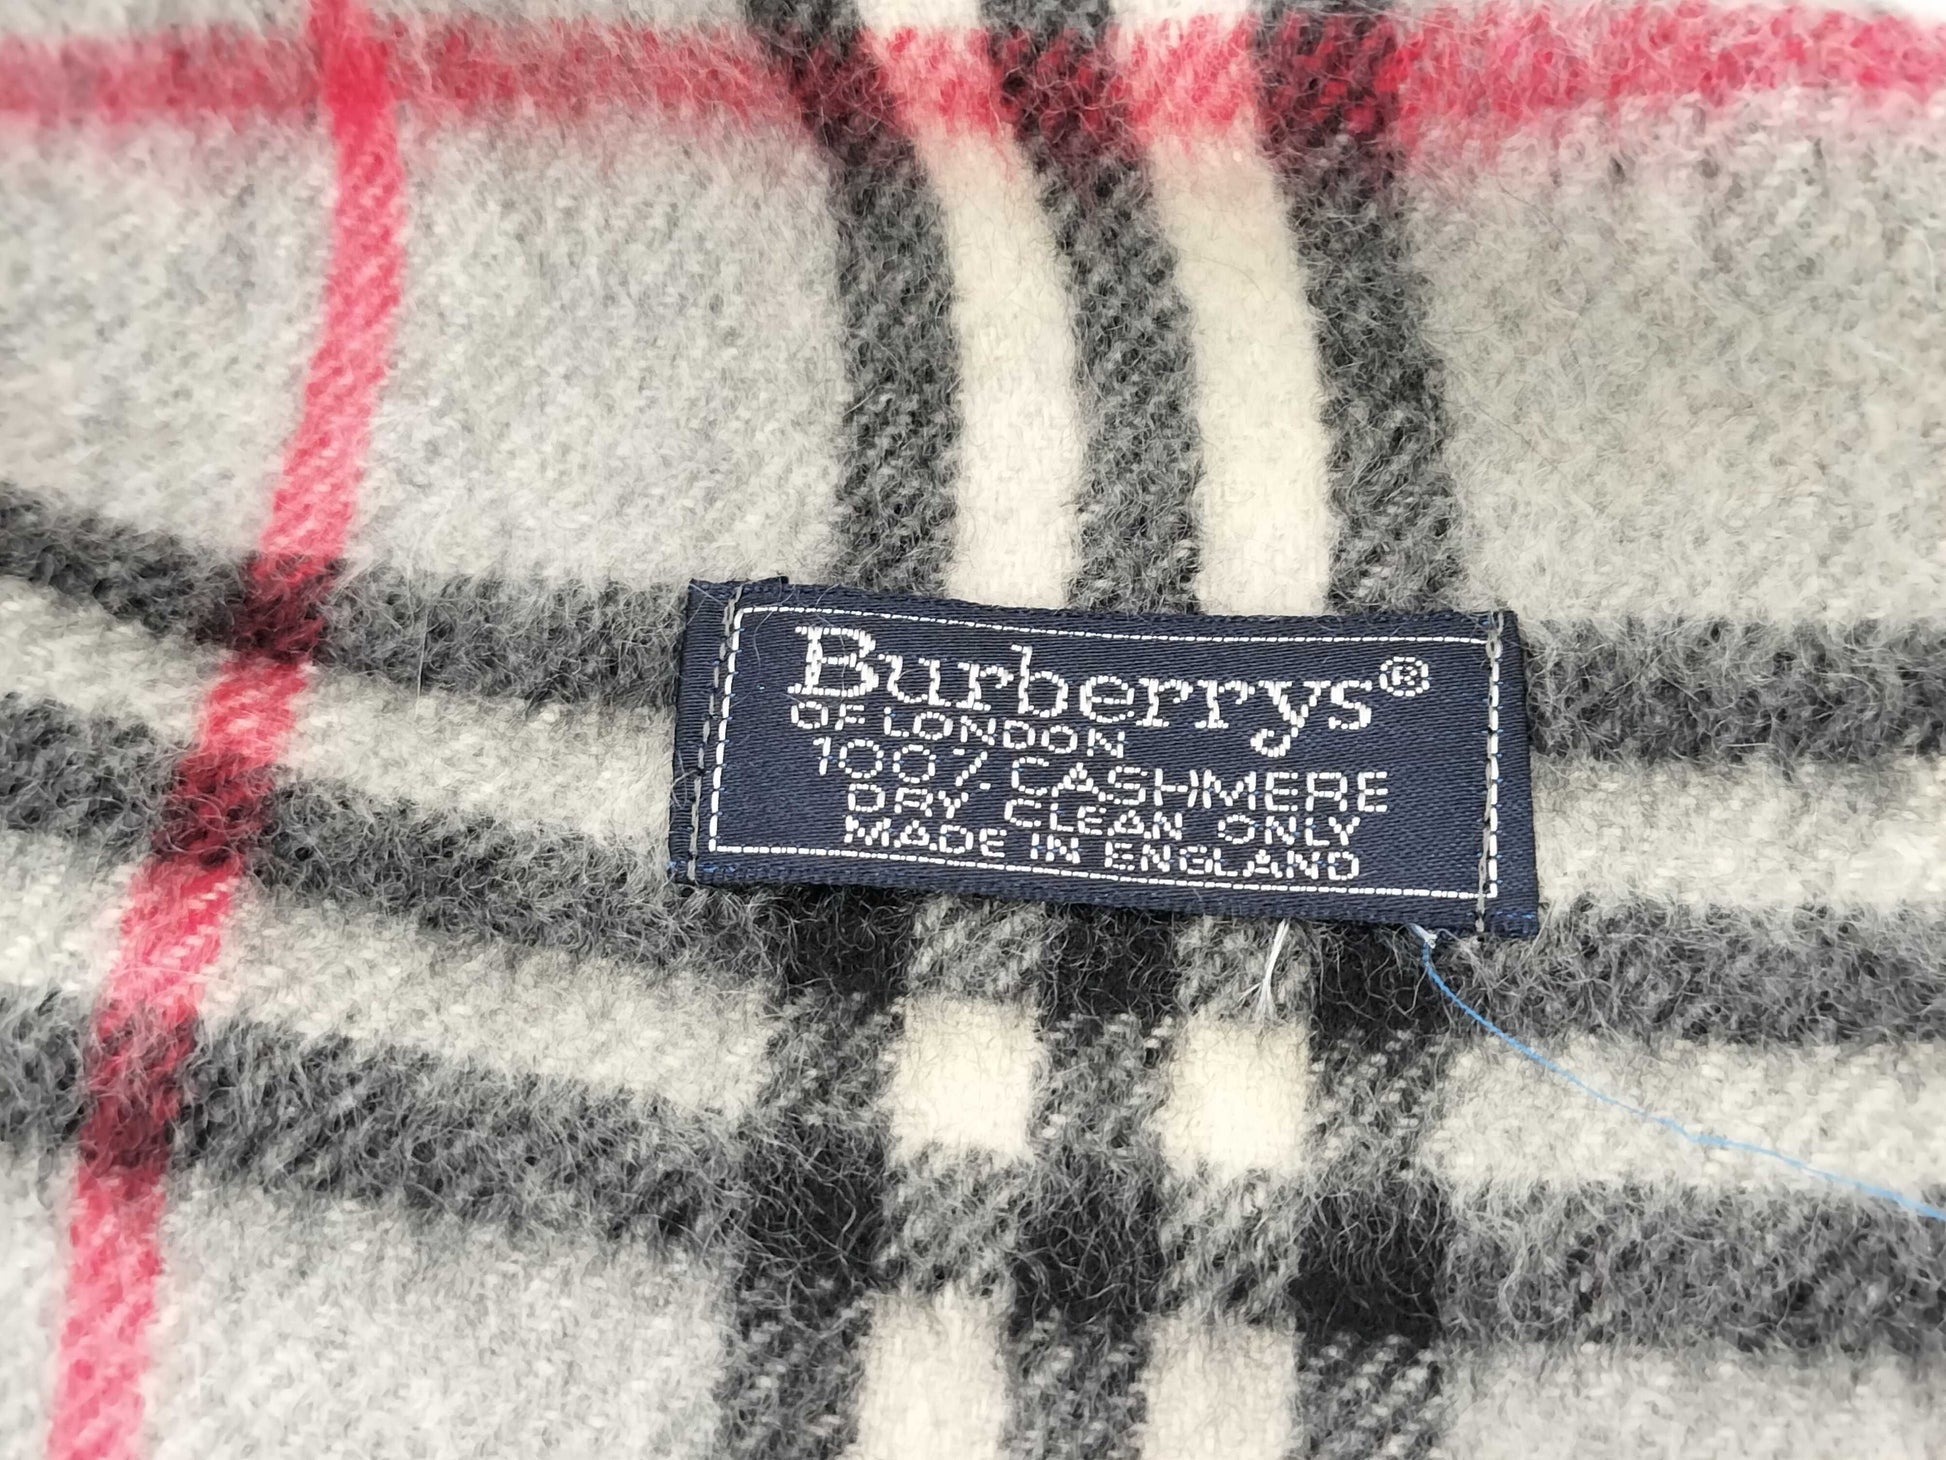 Burberrys®
OF LONDON
100% CASHMERE
DRY CLEAN ONLY
MADE IN ENGLAND